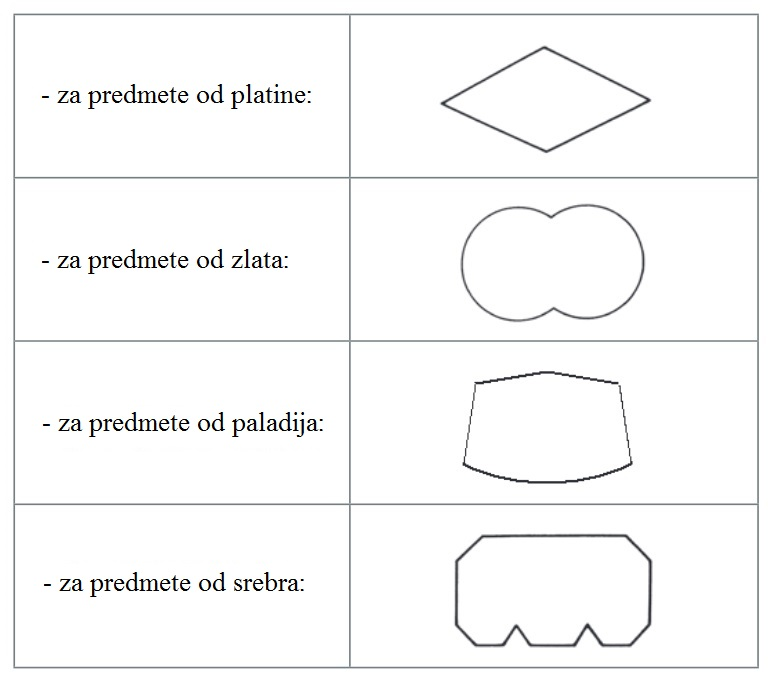 - za predmete od platine:
- za predmete od zlata:
- za predmete od paladija:
- za predmete od srebra: